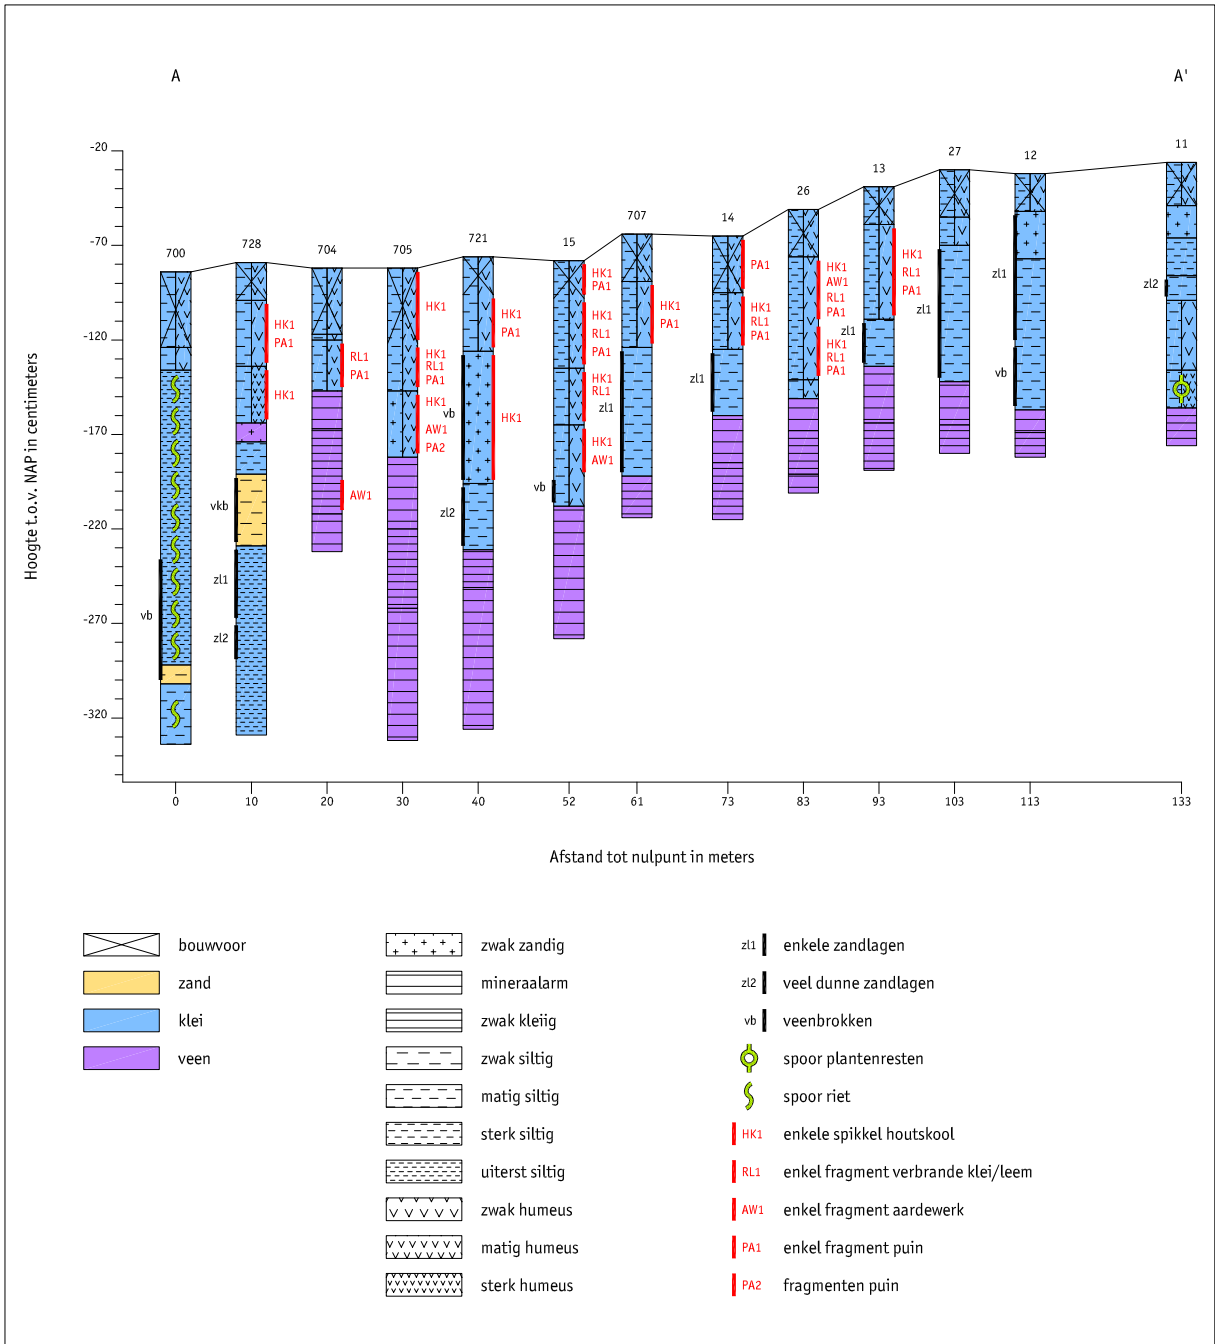 A A'
-20
-70
-120
-170
-220
-270
-320
Hoogte t.o.v. NAP in centimeters
700 728 704 705 721 15 707 14 26 13 27 12 11
vb
HK1
PA1
HK1
vkb
zl1
zl2
RL1
PA1
AW1
HK1
HK1
RL1
PA1
HK1
AW1
PA2
HK1
PA1
vb
HK1
zl2
HK1
PA1
HK1
RL1
PA1
HK1
RL1
HK1
AW1
vb
HK1
PA1
zl1
PA1
HK1
RL1
PA1
zl1
HK1
AW1
RL1
PA1
HK1
RL1
PA1
HK1
RL1
PA1
zl1
zl1
zl1
vb
zl2
0 10 20 30 40 52 61 73 83 93 103 113 133
Afstand tot nulpunt in meters
bouwvoor
zand
klei
veen
zwak zandig
mineraalarm
zwak kleiig
zwak siltig
matig siltig
sterk siltig
uiterst siltig
zwak humeus
matig humeus
sterk humeus
zl1 enkele zandlagen
zl2 veel dunne zandlagen
vb veenbrokken
spoor plantenresten
spoor riet
HK1 enkele spikkel houtskool
RL1 enkel fragment verbrande klei/leem
AW1 enkel fragment aardewerk
PA1 enkel fragment puin
PA2 fragmenten puin